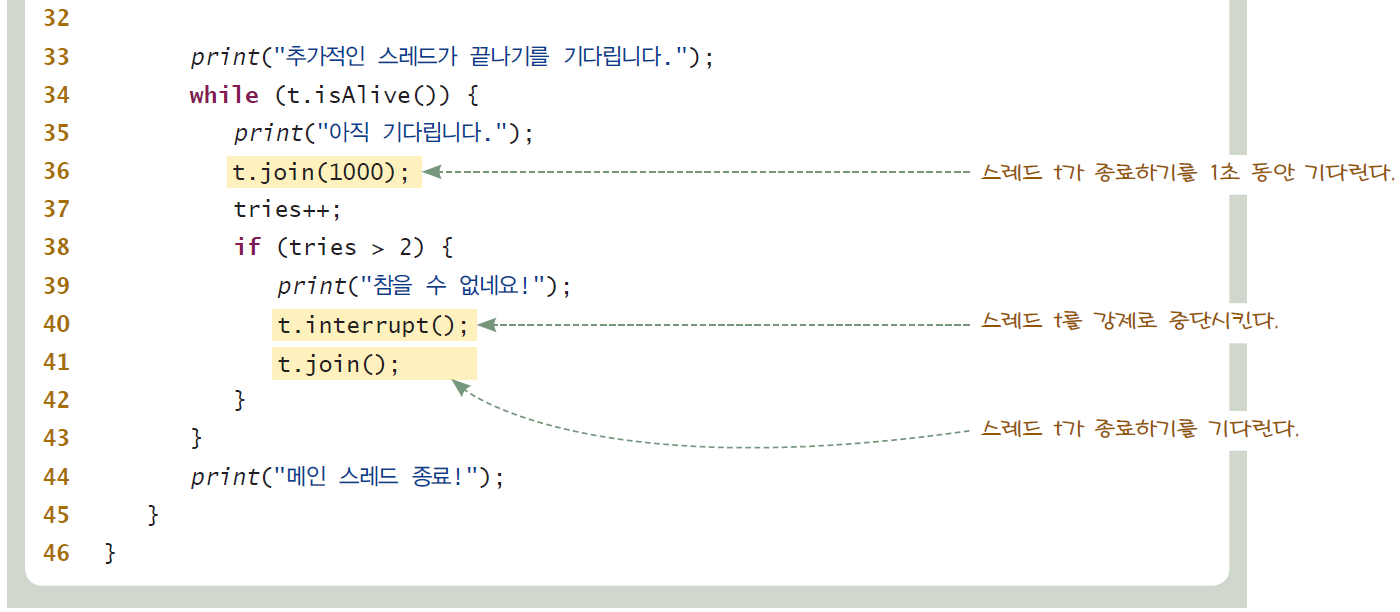 32
33 print("추가적인 스레드가 끝나기를 기다립니다.");
34 while (t.isAlive()) {
35 print("아직 기다립니다.");
36 t.join(1000); 스레드 t가 종료하기를 1초 동안 기다린다.
37 tries++;
38 if (tries > 2) {
39 print("참을 수 없네요!");
40 t.interrupt(); 스레드 t를 강제로 중단시킨다.
41 t.join();
42 }
스레드 t가 종료하기를 기다린다.
43 }
44 print("메인 스레드 종료!");
45 }
46 }